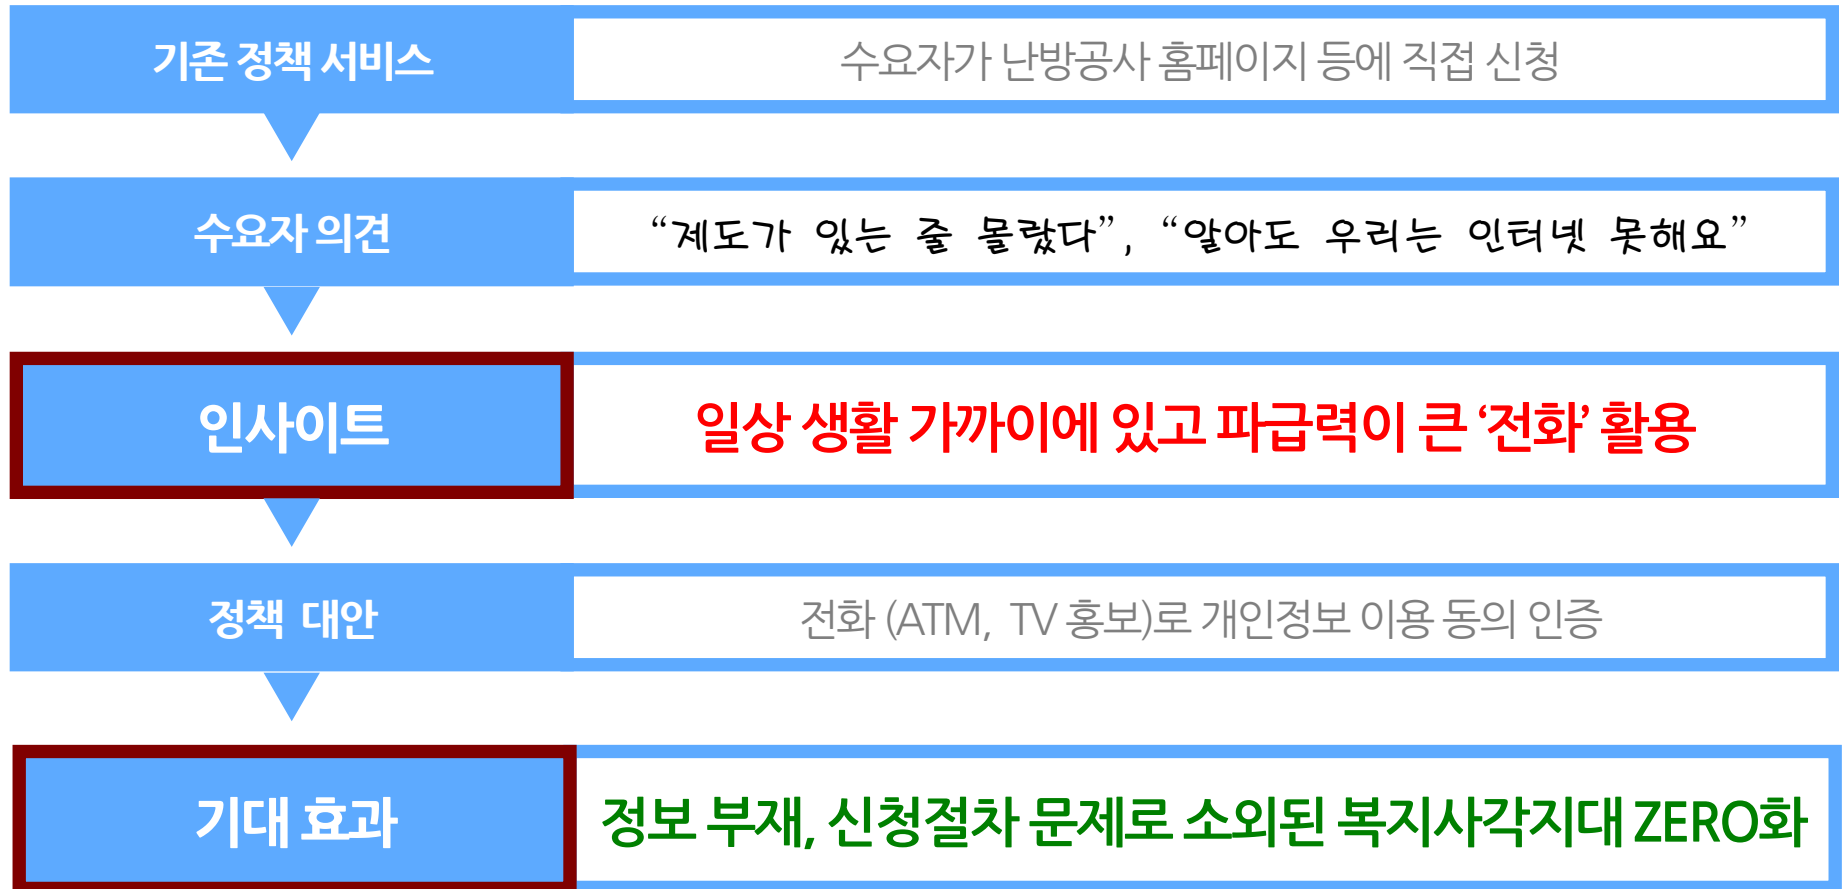 기존 정책 서비스
수요자가 난방공사 홈페이지 등에 직접 신청
수요자 의견
“제도가 있는 줄 몰랐다”, “알아도 우리는 인터넷 못해요”
인사이트
일상 생활 가까이에 있고 파급력이 큰 ‘전화’ 활용
정책 대안
전화 (ATM, TV 홍보)로 개인정보 이용 동의 인증
기대 효과
정보 부재, 신청절차 문제로 소외된 복지사각지대 ZERO화